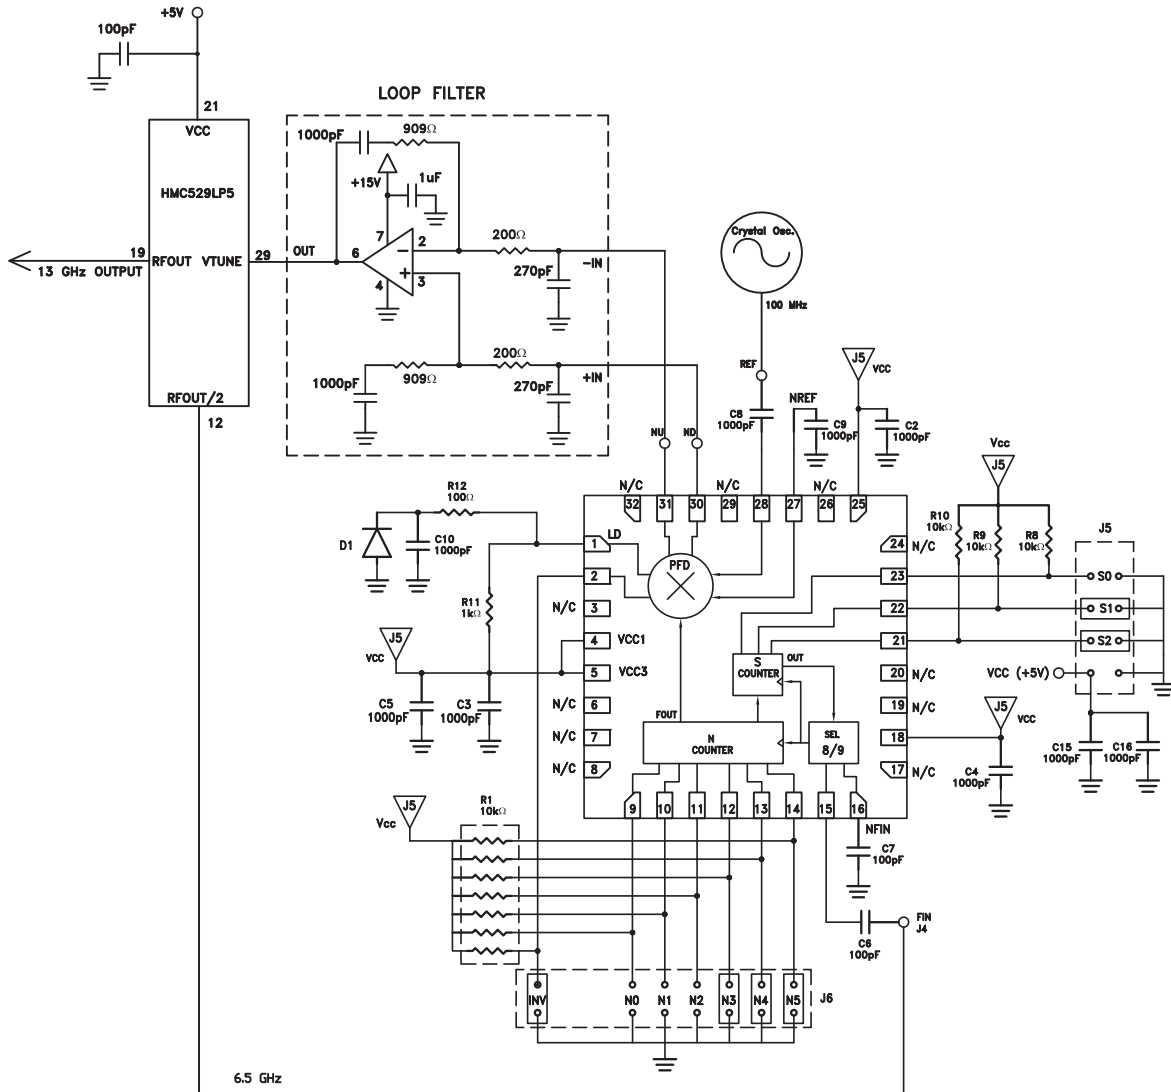 +5V
100pF
21
VCC
HMC529LP5
19
RFOUT VTUNE
29
13 GHz OUTPUT
RFOUT/2
12
LOOP FILTER
1000pF
909Ω
+15V
1uF
7
2
6
OUT
4
3
200Ω
270pF
-IN
1000pF
909Ω
200Ω
270pF
+IN
Crystal Osc.
100 MHz
REF
C8
1000pF
NREF
C9
1000pF
J5
VCC
C2
1000pF
NU
ND
N/C
32
31
30
N/C
29
28
27
N/C
26
25
R12
100Ω
D1
C10
1000pF
R11
1kΩ
LD
1
2
N/C
3
4
VCC1
5
VCC3
N/C
6
N/C
7
N/C
8
J5
VCC
C5
1000pF
C3
1000pF
PFD
S
COUNTER
OUT
FOUT
N
COUNTER
SEL
8/9
24
N/C
23
22
21
20
N/C
19
N/C
18
17
N/C
Vcc
J5
R10
10kΩ
R9
10kΩ
R8
10kΩ
J5
S0
S1
S2
VCC (+5V)
J5
VCC
C4
1000pF
C15
1000pF
C16
1000pF
9
10
11
12
13
14
15
16
NFIN
C7
100pF
C6
100pF
FIN
J4
J5
Vcc
R1
10kΩ
INV
N0
N1
N2
N3
N4
N5
J6
6.5 GHz